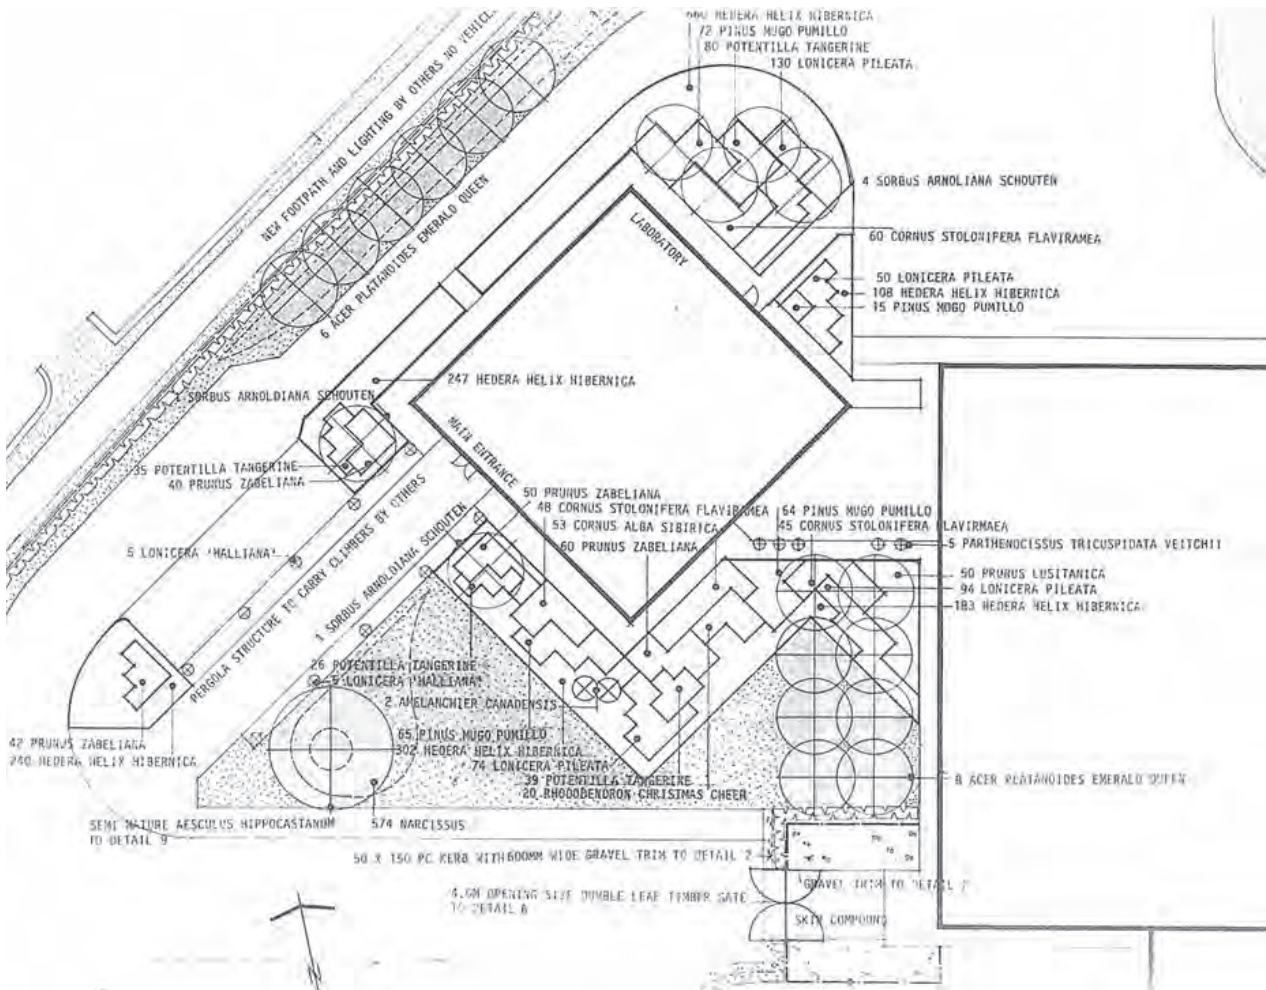 HEDERA HELIX HIBERNICA
72 PINUS MUGO PUMILLO
80 POTENTILLA TANGERINE
130 LONICERA PILEATA
NEW FOOTPATH AND LIGHTING BY OTHERS NO VEHICL
6 ACER PLATANOIDES EMERALD QUEEN
4 SORBUS ARNOLIANA SCHOUTEN
LABORATORY
60 CORNUS STOLONIFERA FLAVIRAMEA
50 LONICERA PILEATA
108 HEDERA HELIX HIBERNICA
15 PINUS MUGO PUMILLO
247 HEDERA HELIX HIBERNICA
1 SORBUS ARNOLDIANA SCHOUTEN
MAIN ENTRANCE
35 POTENTILLA TANGERINE
40 PRUNUS ZABELIANA
50 PRUNUS ZABELIANA
48 CORNUS STOLONIFERA FLAVIRAMEA
53 CORNUS ALBA SIBIRICA
60 PRUNUS ZABELIANA
64 PINUS MUGO PUMILLO
45 CORNUS STOLONIFERA FLAVIRMAEA
5 PARTHENOCISSUS TRICUSPIDATA VEITCHII
5 LONICERA 'HALLIANA'
50 PRUNUS LUSITANICA
94 LONICERA PILEATA
183 HEDERA HELIX HIBERNICA
PERGOLA STRUCTURE TO CARRY CLIMBERS BY OTHERS
1 SORBUS ARNOLDIANA SCHOUTEN
26 POTENTILLA TANGERINE
5 LONICERA 'HALLIANA'
2 AMELANCHIER CANADENSIS
65 PINUS MUGO PUMILLO
302 HEDERA HELIX HIBERNICA
74 LONICERA PILEATA
39 POTENTILLA TANGERINE
20 RHODODENDRON CHRISTMAS CHEER
42 PRUNUS ZABELIANA
240 HEDERA HELIX HIBERNICA
8 ACER PLATANOIDES EMERALD QUEEN
SEMI MATURE AESCULUS HIPPOCASTANUM
TO DETAIL 9
574 NARCISSUS
50 X 150 PC KERB WITH 600MM WIDE GRAVEL TRIM TO DETAIL 2
4.6M OPENING SIZE DOUBLE LEAF TIMBER GATE
TO DETAIL 8
GRAVEL TRIM TO DETAIL
SKIP COMPOUND
N